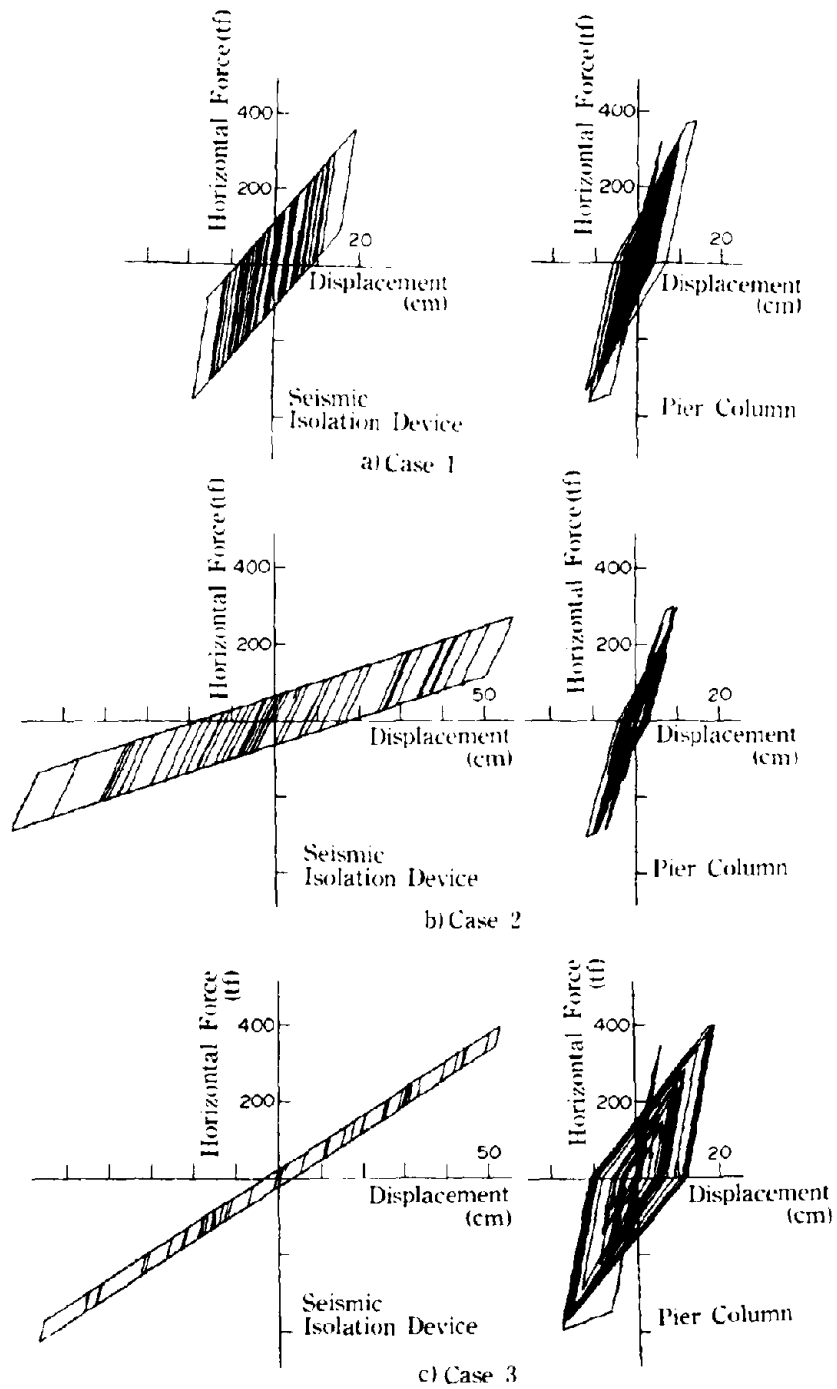 Horizontal Force(tf)
400
200
20
Displacement
(cm)
Seismic
Isolation Device
Horizontal Force(tf)
400
200
20
Displacement
(cm)
Pier Column
a) Case 1
Horizontal Force(tf)
400
200
50
Displacement
(cm)
Seismic
Isolation Device
Horizontal Force(tf)
400
200
20
Displacement
(cm)
Pier Column
b) Case 2
Horizontal Force
(tf)
400
200
50
Displacement
(cm)
Seismic
Isolation Device
Horizontal Force
(tf)
400
200
20
Displacement
(cm)
Pier Column
c) Case 3